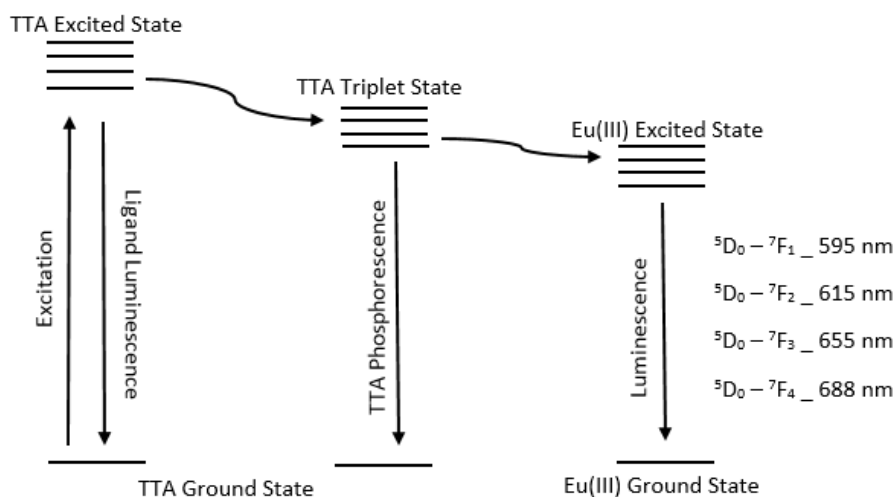 TTA Excited State
TTA Triplet State
Eu(III) Excited State
Excitation
Ligand Luminescence
TTA Phosphorescence
Luminescence
⁵D₀ – ⁷F₁ _ 595 nm
⁵D₀ – ⁷F₂ _ 615 nm
⁵D₀ – ⁷F₃ _ 655 nm
⁵D₀ – ⁷F₄ _ 688 nm
TTA Ground State
Eu(III) Ground State